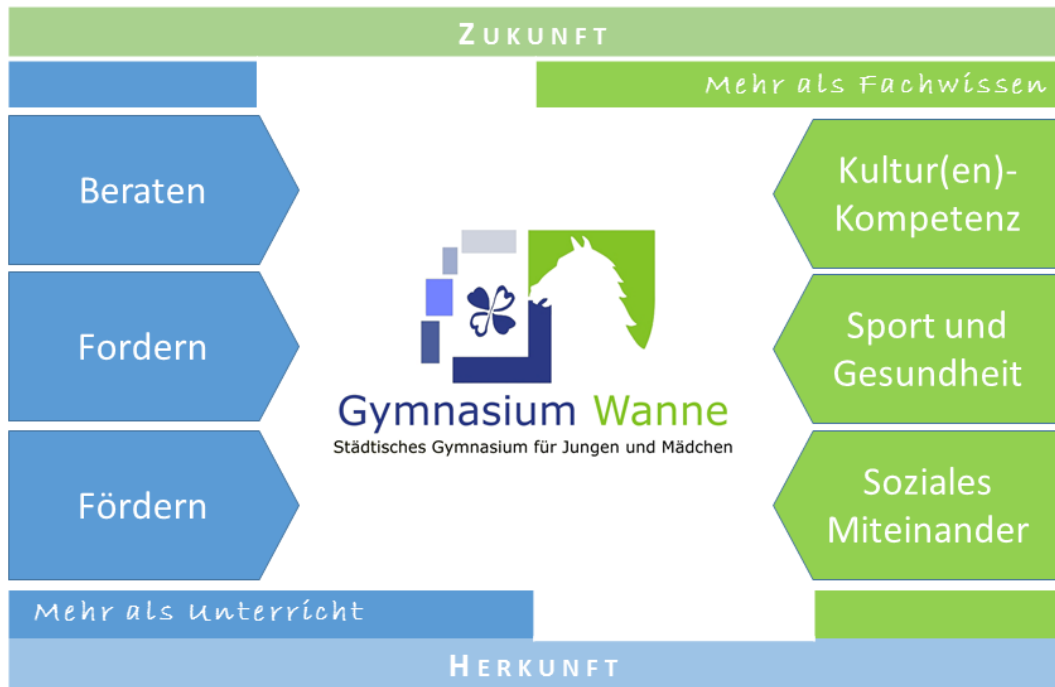 ZUKUNFT
Mehr als Fachwissen
Beraten
Fordern
Fördern
Gymnasium Wanne
Städtisches Gymnasium für Jungen und Mädchen
Kultur(en)-
Kompetenz
Sport und
Gesundheit
Soziales
Miteinander
Mehr als Unterricht
HERKUNFT